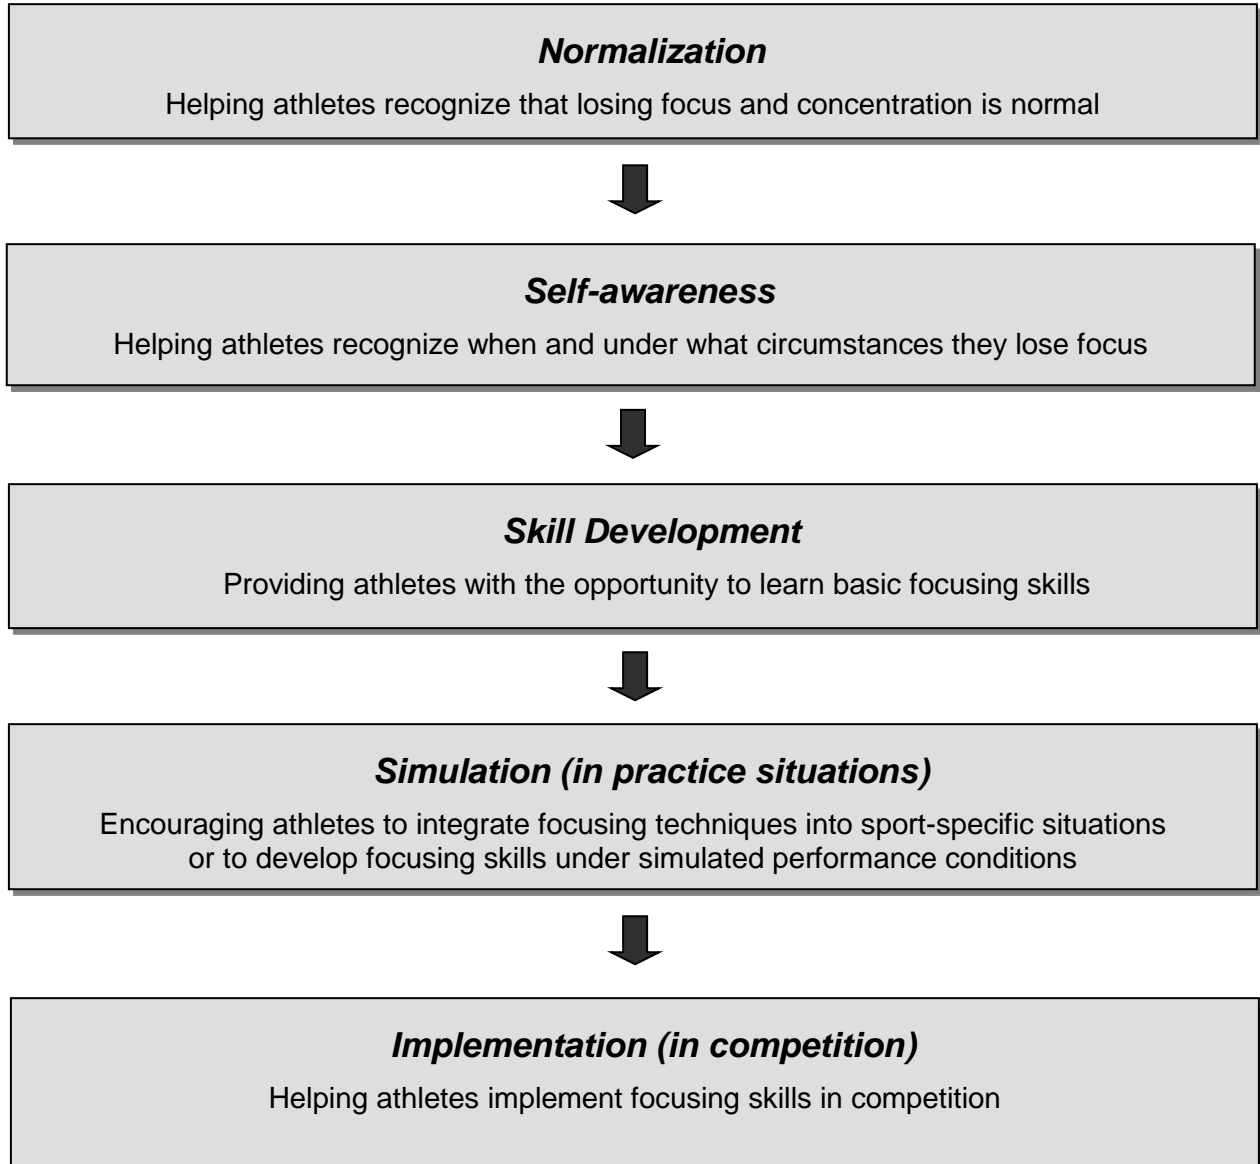 Normalization
Helping athletes recognize that losing focus and concentration is normal
Self-awareness
Helping athletes recognize when and under what circumstances they lose focus
Skill Development
Providing athletes with the opportunity to learn basic focusing skills
Simulation (in practice situations)
Encouraging athletes to integrate focusing techniques into sport-specific situations
or to develop focusing skills under simulated performance conditions
Implementation (in competition)
Helping athletes implement focusing skills in competition